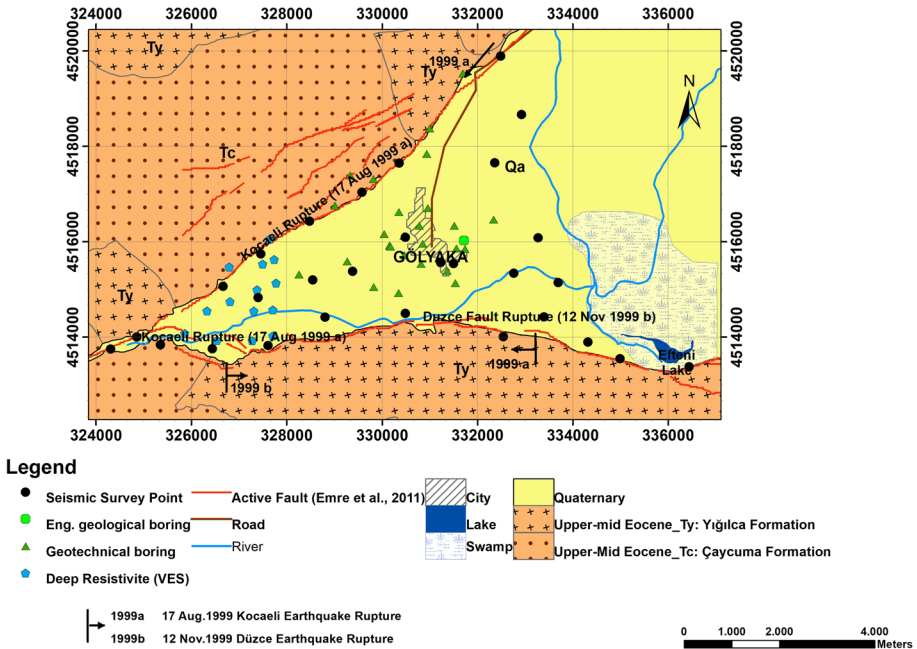 324000 326000 328000 330000 332000 334000 336000
4520000 4520000
Ty
1999 a
Ty
N
4518000 4518000
Tc
Kocaeli Rupture (17 Aug 1999 a)
Qa
4516000 4516000
GÖLYAKA
Ty
Düzce Fault Rupture (12 Nov 1999 b)
4514000 4514000
Kocaeli Rupture (17 Aug 1999 a)
Efteni
Lake
1999 a
Ty
1999 b
324000 326000 328000 330000 332000 334000 336000
Legend
Seismic Survey Point Active Fault (Emre et al., 2011) City Quaternary
Eng. geological boring Road Lake Upper-mid Eocene_Ty: Yığılca Formation
Geotechnical boring River Swamp Upper-Mid Eocene_Tc: Çaycuma Formation
Deep Resistivite (VES)
1999a 17 Aug.1999 Kocaeli Earthquake Rupture
1999b 12 Nov.1999 Düzce Earthquake Rupture
0 1.000 2.000 4.000
Meters